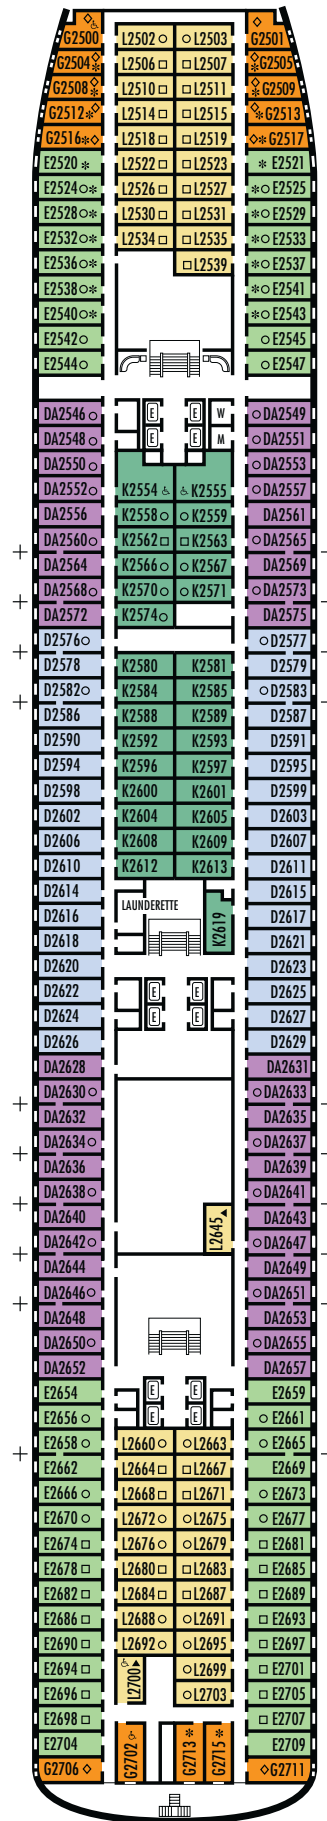 G2500 L2502 L2503 G2501
G2504 L2506 L2507 G2505
G2508 L2510 L2511 G2509
G2512 L2514 L2515 G2513
G2516 L2518 L2519 G2517
E2520 L2522 L2523 E2521
E2524 L2526 L2527 E2525
E2528 L2530 L2531 E2529
E2532 L2534 L2535 E2533
E2536 L2539 E2537
E2538 E2541
E2540 E2543
E2542 E2545
E2544 E2547
DA2546 E E W DA2549
DA2548 E E M DA2551
DA2550 DA2553
DA2552 K2554 K2555 DA2557
DA2556 K2558 K2559 DA2561
DA2560 K2562 K2563 DA2565
DA2564 K2566 K2567 DA2569
DA2568 K2570 K2571 DA2573
DA2572 K2574 DA2575
D2576 D2577
D2578 K2580 K2581 D2579
D2582 K2584 K2585 D2583
D2586 K2588 K2589 D2587
D2590 K2592 K2593 D2591
D2594 K2596 K2597 D2595
D2598 K2600 K2601 D2599
D2602 K2604 K2605 D2603
D2606 K2608 K2609 D2607
D2610 K2612 K2613 D2611
D2614 D2615
D2616 LAUNDERETTE K2619 D2617
D2618 D2621
D2620 D2623
D2622 E E D2625
D2624 E E D2627
D2626 D2629
DA2628 DA2631
DA2630 DA2633
DA2632 DA2635
DA2634 DA2637
DA2636 DA2639
DA2638 DA2641
DA2640 L2645 DA2643
DA2642 DA2647
DA2644 DA2649
DA2646 DA2651
DA2648 DA2653
DA2650 DA2655
DA2652 DA2657
E2654 E E E2659
E2656 E E E2661
E2658 L2660 L2663 E2665
E2662 L2664 L2667 E2669
E2666 L2668 L2671 E2673
E2670 L2672 L2675 E2677
E2674 L2676 L2679 E2681
E2678 L2680 L2683 E2685
E2682 L2684 L2687 E2689
E2686 L2688 L2691 E2693
E2690 L2692 L2695 E2697
E2694 L2700 L2699 E2701
E2696 L2703 E2705
E2698 E2707
E2704 G2702 G2713 G2715 E2709
G2706 G2711